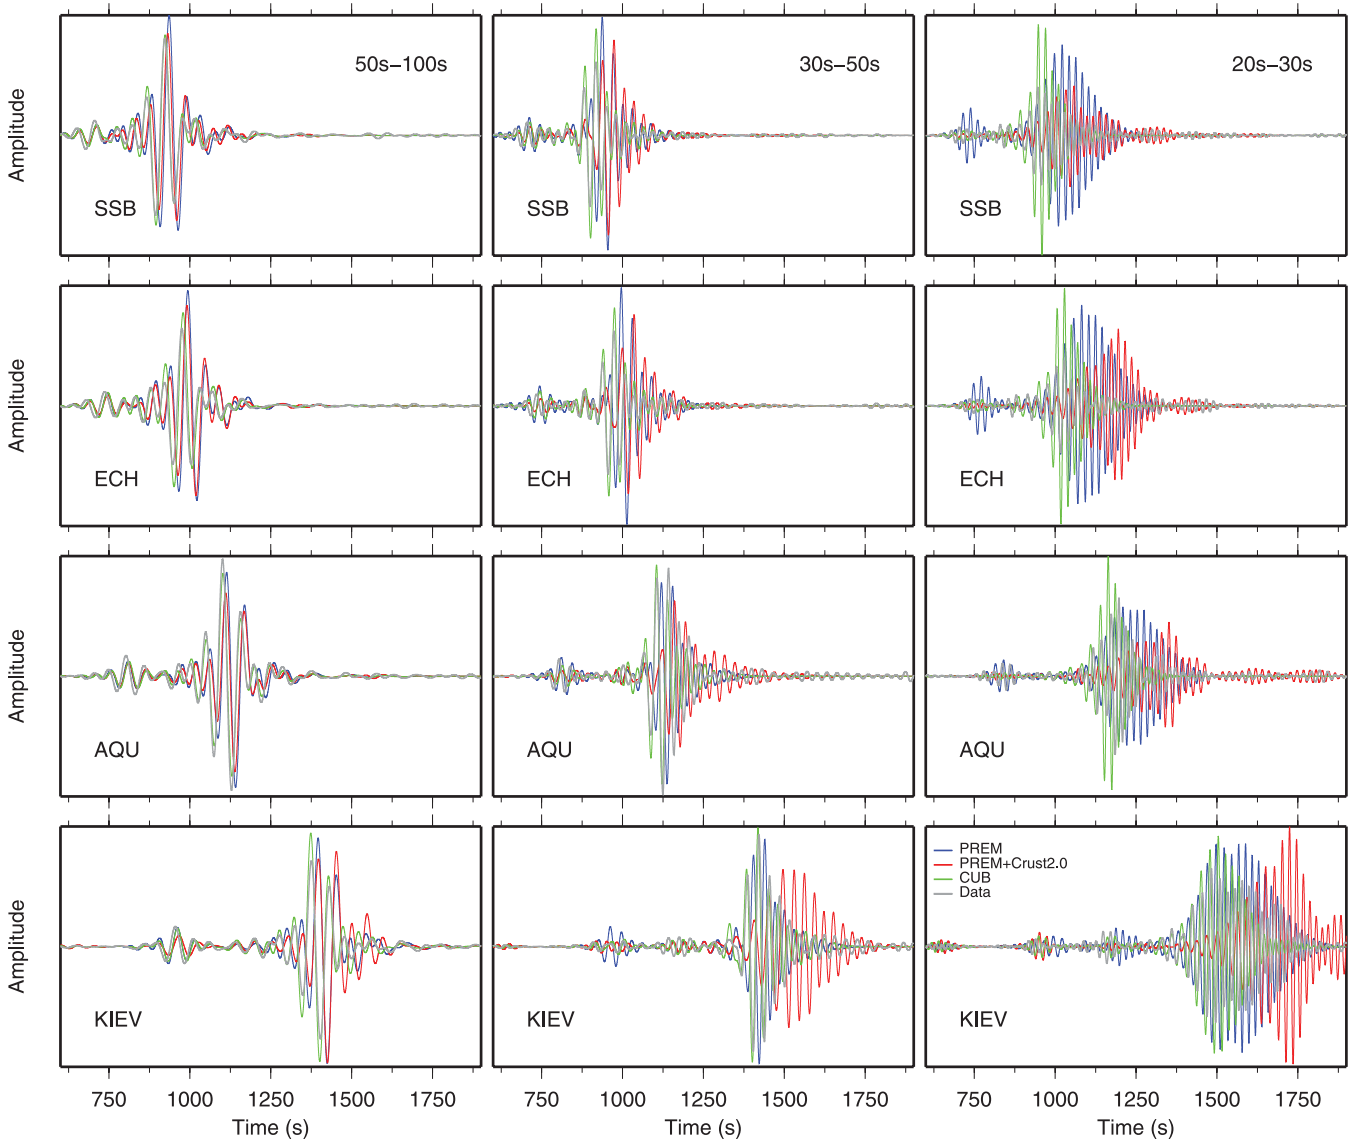 50s-100s
30s-50s
20s-30s
Amplitude
SSB
SSB
SSB
Amplitude
ECH
ECH
ECH
Amplitude
AQU
AQU
AQU
PREM
PREM+Crust2.0
CUB
Data
Amplitude
KIEV
KIEV
KIEV
750 1000 1250 1500 1750 750 1000 1250 1500 1750 750 1000 1250 1500 1750
Time (s) Time (s) Time (s)